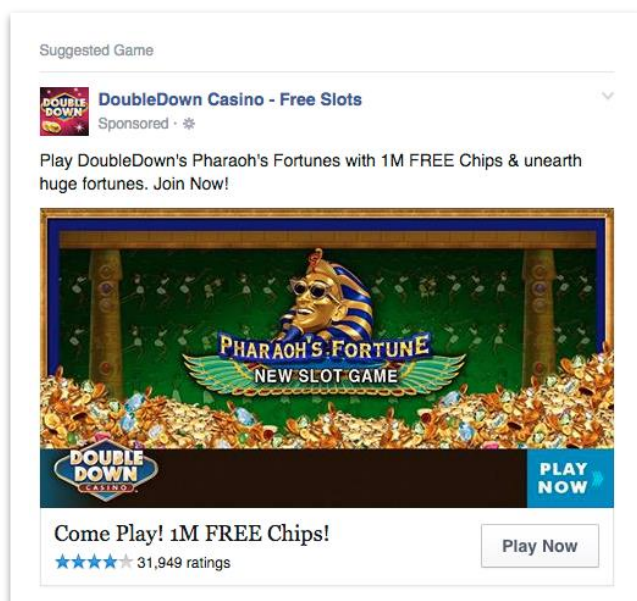 Suggested Game
DoubleDown Casino - Free Slots
DOUBLE
DOWN
Sponsored ·
Play DoubleDown's Pharaoh's Fortunes with 1M FREE Chips & unearth
huge fortunes. Join Now!
PHARAOH'S FORTUNE
NEW SLOT GAME
DOUBLE
DOWN
CASINO
PLAY
NOW
Come Play! 1M FREE Chips!
31,949 ratings
Play Now